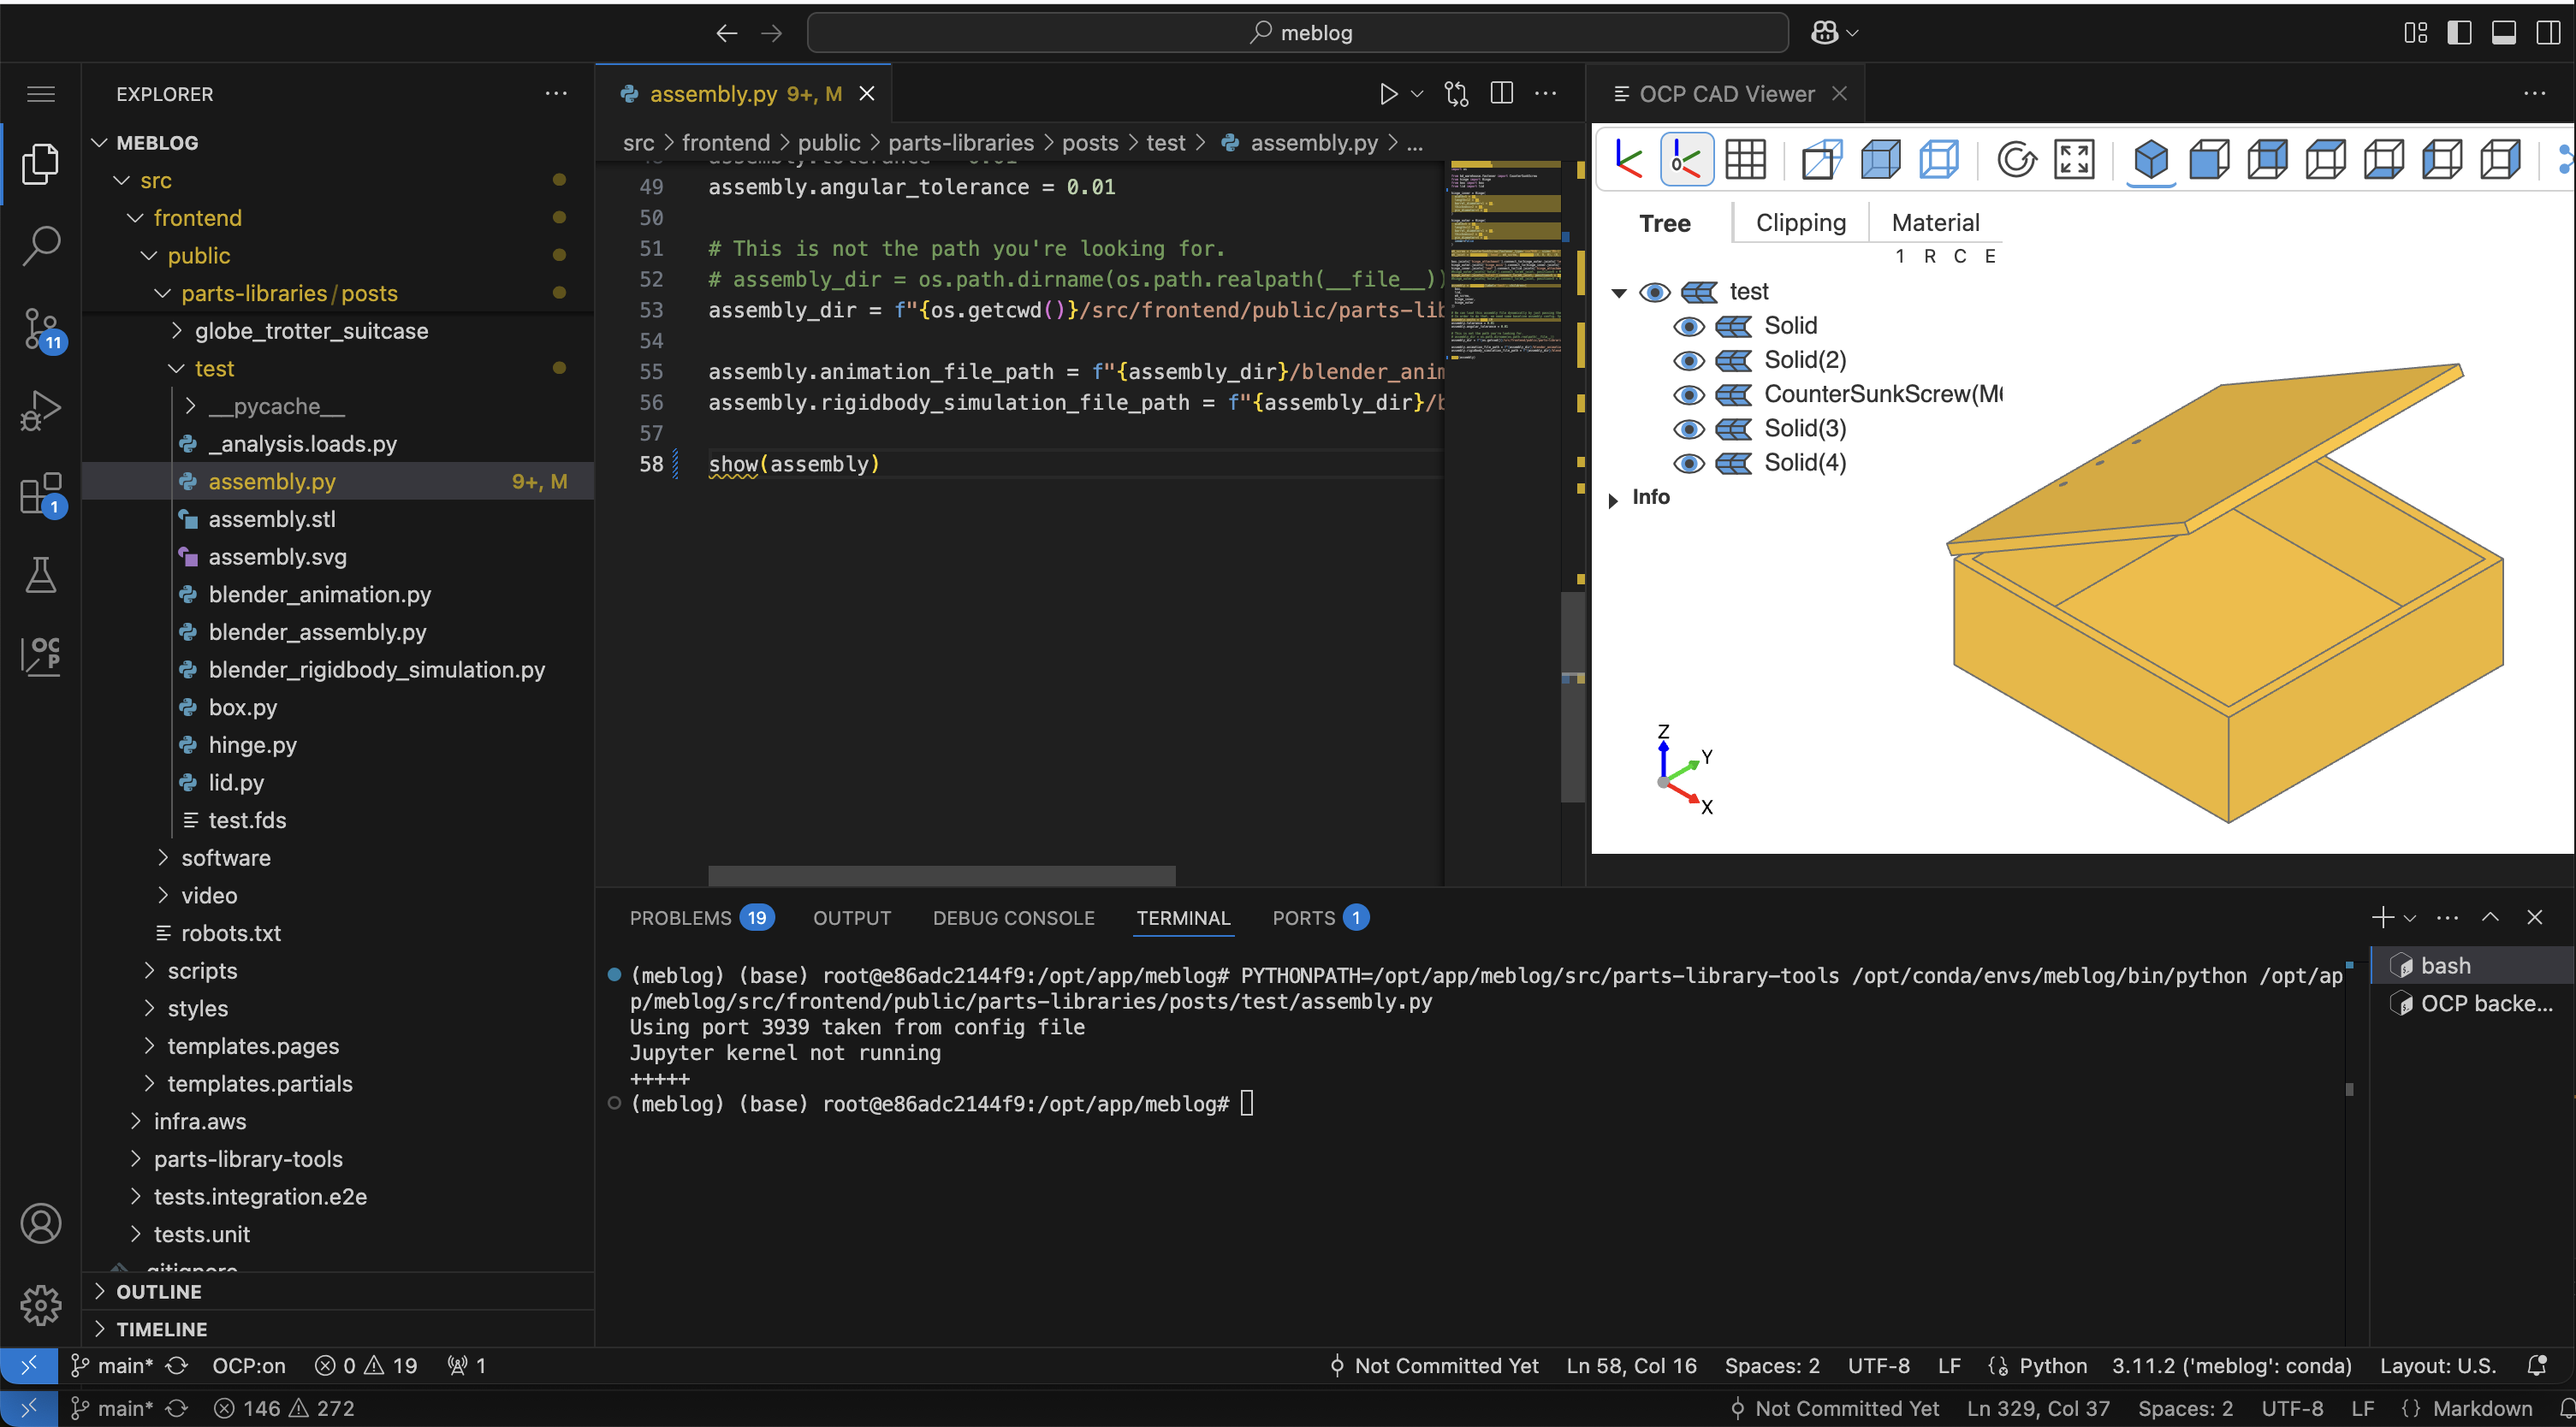 meblog
EXPLORER
MEBLOG
src
frontend
public
parts-libraries / posts
globe_trotter_suitcase
test
__pycache__
_analysis.loads.py
assembly.py 9+, M
assembly.stl
assembly.svg
blender_animation.py
blender_assembly.py
blender_rigidbody_simulation.py
box.py
hinge.py
lid.py
test.fds
software
video
robots.txt
scripts
styles
templates.pages
templates.partials
infra.aws
parts-library-tools
tests.integration.e2e
tests.unit
OUTLINE
TIMELINE
11
1
OC
P
assembly.py 9+, M
src > frontend > public > parts-libraries > posts > test > assembly.py > ...
49 assembly.angular_tolerance = 0.01
50
51 # This is not the path you're looking for.
52 # assembly_dir = os.path.dirname(os.path.realpath(__file__))
53 assembly_dir = f"{os.getcwd()}/src/frontend/public/parts-lib
54
55 assembly.animation_file_path = f"{assembly_dir}/blender_anim
56 assembly.rigidbody_simulation_file_path = f"{assembly_dir}/b
57
58 show(assembly)
OCP CAD Viewer
Tree Clipping Material
1 R C E
test
Solid
Solid(2)
CounterSunkScrew(M
Solid(3)
Solid(4)
Info
Z
Y
X
PROBLEMS 19 OUTPUT DEBUG CONSOLE TERMINAL PORTS 1
(meblog) (base) root@e86adc2144f9:/opt/app/meblog# PYTHONPATH=/opt/app/meblog/src/parts-library-tools /opt/conda/envs/meblog/bin/python /opt/ap
p/meblog/src/frontend/public/parts-libraries/posts/test/assembly.py
Using port 3939 taken from config file
Jupyter kernel not running
+++++
(meblog) (base) root@e86adc2144f9:/opt/app/meblog#
bash
OCP backe...
main* OCP:on 0 19 1 Not Committed Yet Ln 58, Col 16 Spaces: 2 UTF-8 LF Python 3.11.2 ('meblog': conda) Layout: U.S.
main* 146 272 Not Committed Yet Ln 329, Col 37 Spaces: 2 UTF-8 LF {} Markdown